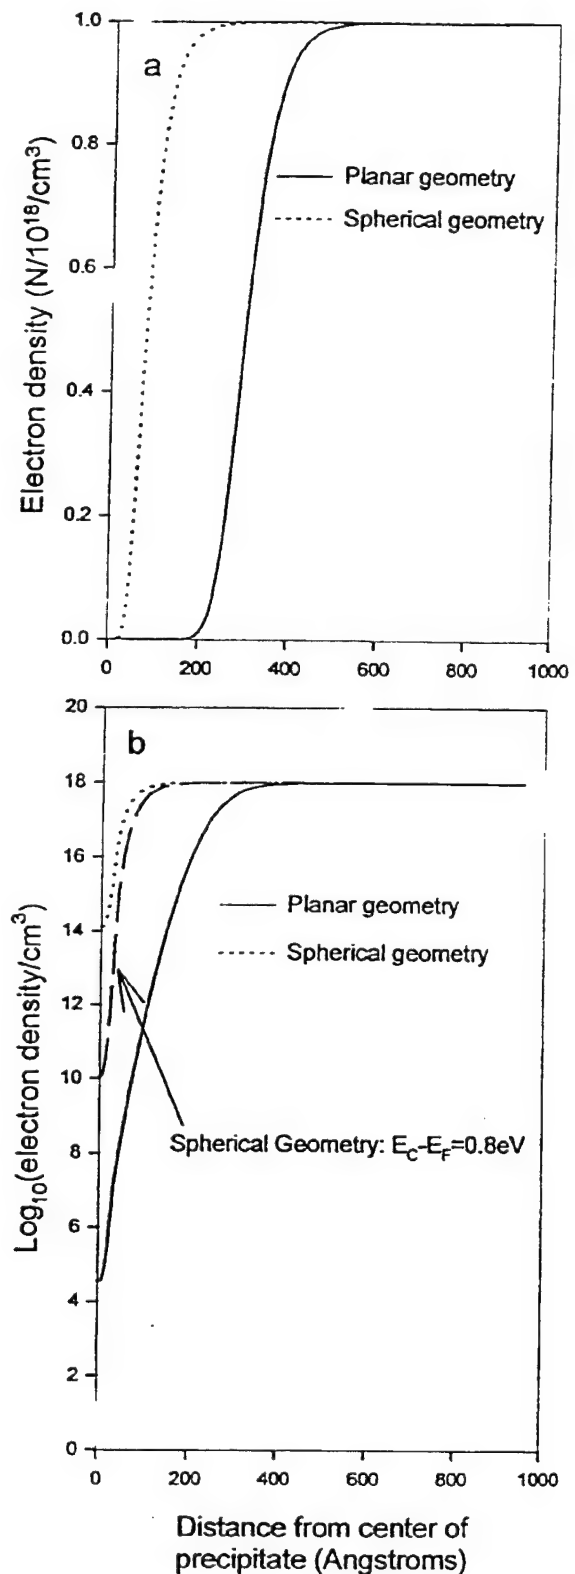 a
1.0
0.8
0.6
0.4
0.2
0.0
Electron density (N/10¹⁸/cm³)
Planar geometry
Spherical geometry
0 200 400 600 800 1000
b
20
18
16
14
12
10
8
6
4
2
0
Log₁₀(electron density/cm³)
Planar geometry
Spherical geometry
Spherical Geometry: E_C-E_F=0.8eV
0 200 400 600 800 1000
Distance from center of
precipitate (Angstroms)